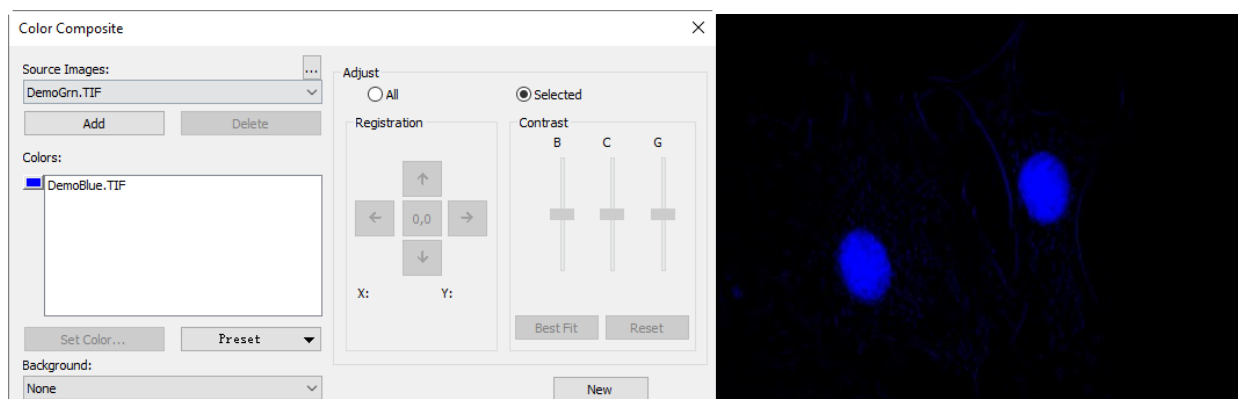 Color Composite
Source Images:
...
DemoGrn.TIF
Add
Delete
Colors:
DemoBlue.TIF
Set Color...
Preset
Background:
None
Adjust
All
Selected
Registration
0,0
X:
Y:
Contrast
B
C
G
Best Fit
Reset
New